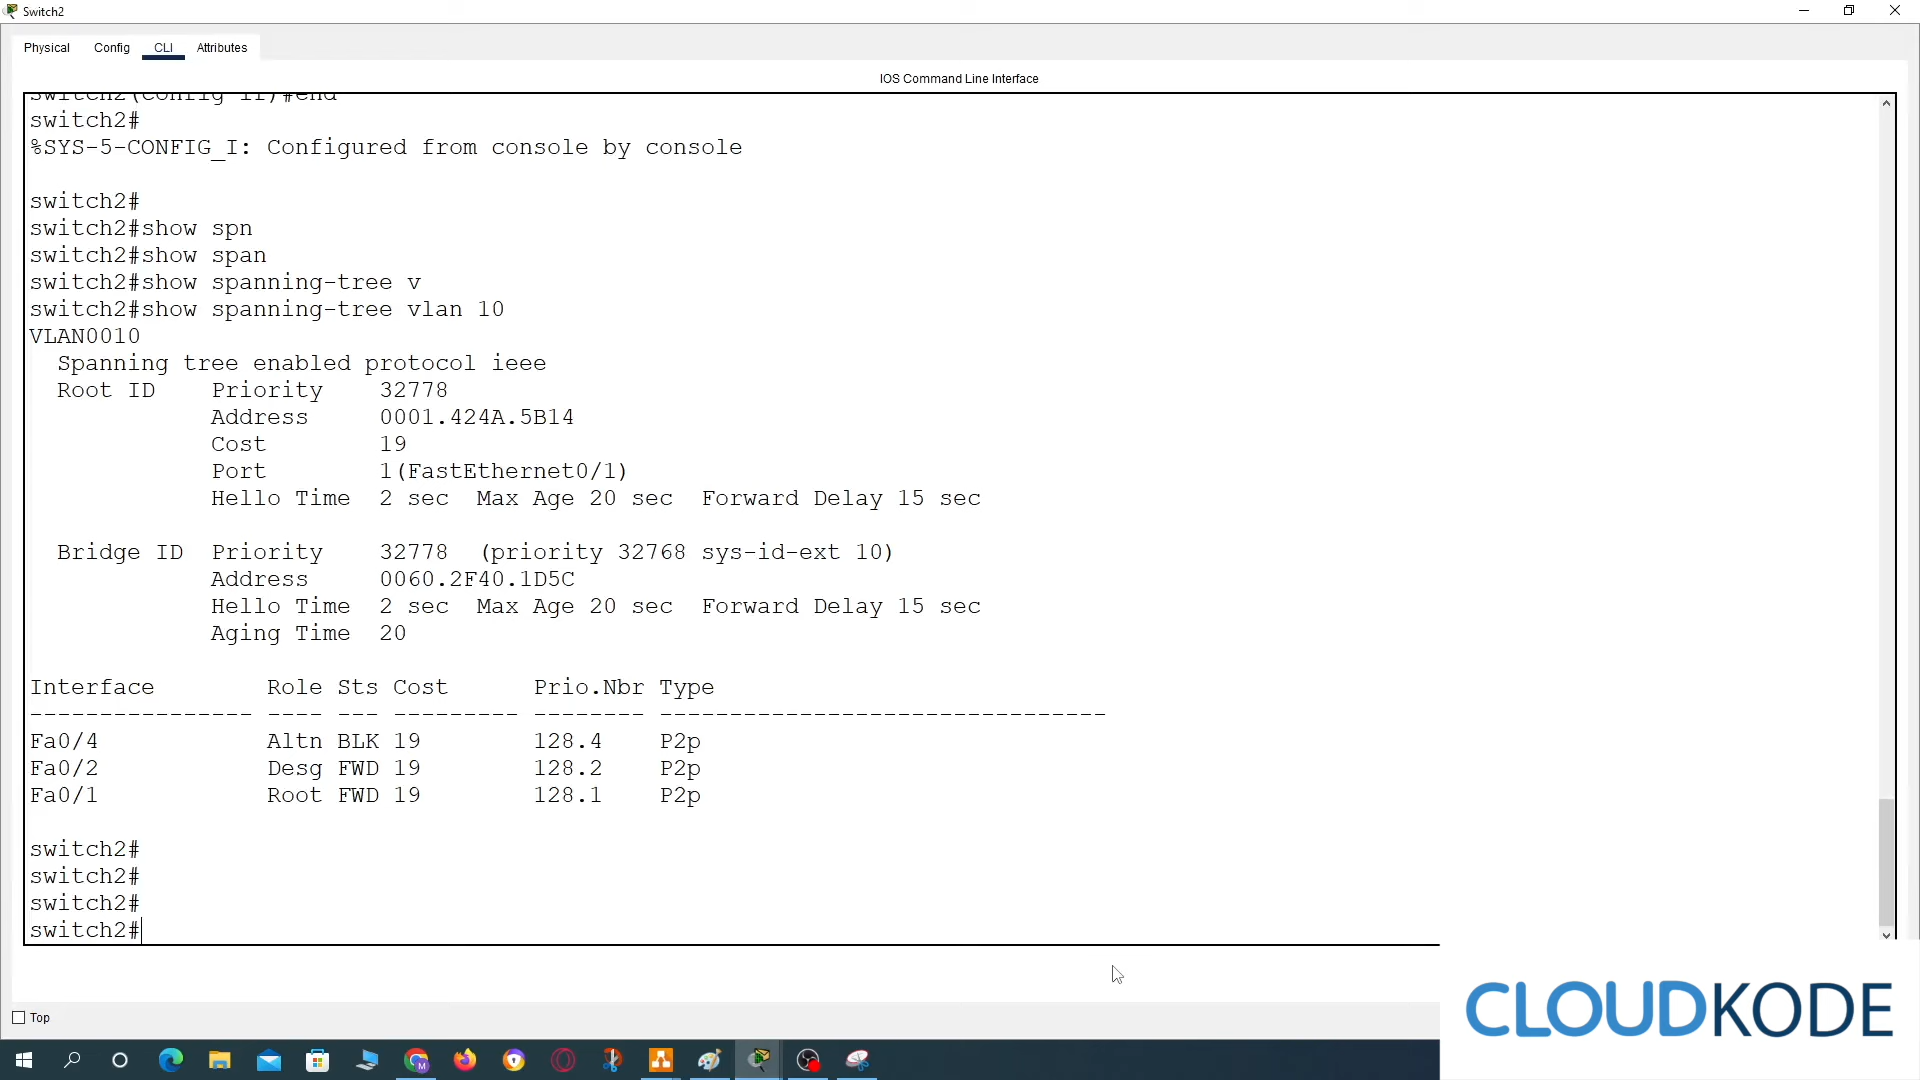 Switch2
Physical Config CLI Attributes
IOS Command Line Interface
switch2(config-if)#end
switch2#
%SYS-5-CONFIG_I: Configured from console by console
switch2#
switch2#show spn
switch2#show span
switch2#show spanning-tree v
switch2#show spanning-tree vlan 10
VLAN0010
Spanning tree enabled protocol ieee
Root ID Priority 32778
Address 0001.424A.5B14
Cost 19
Port 1(FastEthernet0/1)
Hello Time 2 sec Max Age 20 sec Forward Delay 15 sec
Bridge ID Priority 32778 (priority 32768 sys-id-ext 10)
Address 0060.2F40.1D5C
Hello Time 2 sec Max Age 20 sec Forward Delay 15 sec
Aging Time 20
Interface Role Sts Cost Prio.Nbr Type
---------------- ---- --- --------- -------- --------------------------------
Fa0/4 Altn BLK 19 128.4 P2p
Fa0/2 Desg FWD 19 128.2 P2p
Fa0/1 Root FWD 19 128.1 P2p
switch2#
switch2#
switch2#
switch2#
Top
CLOUDKODE